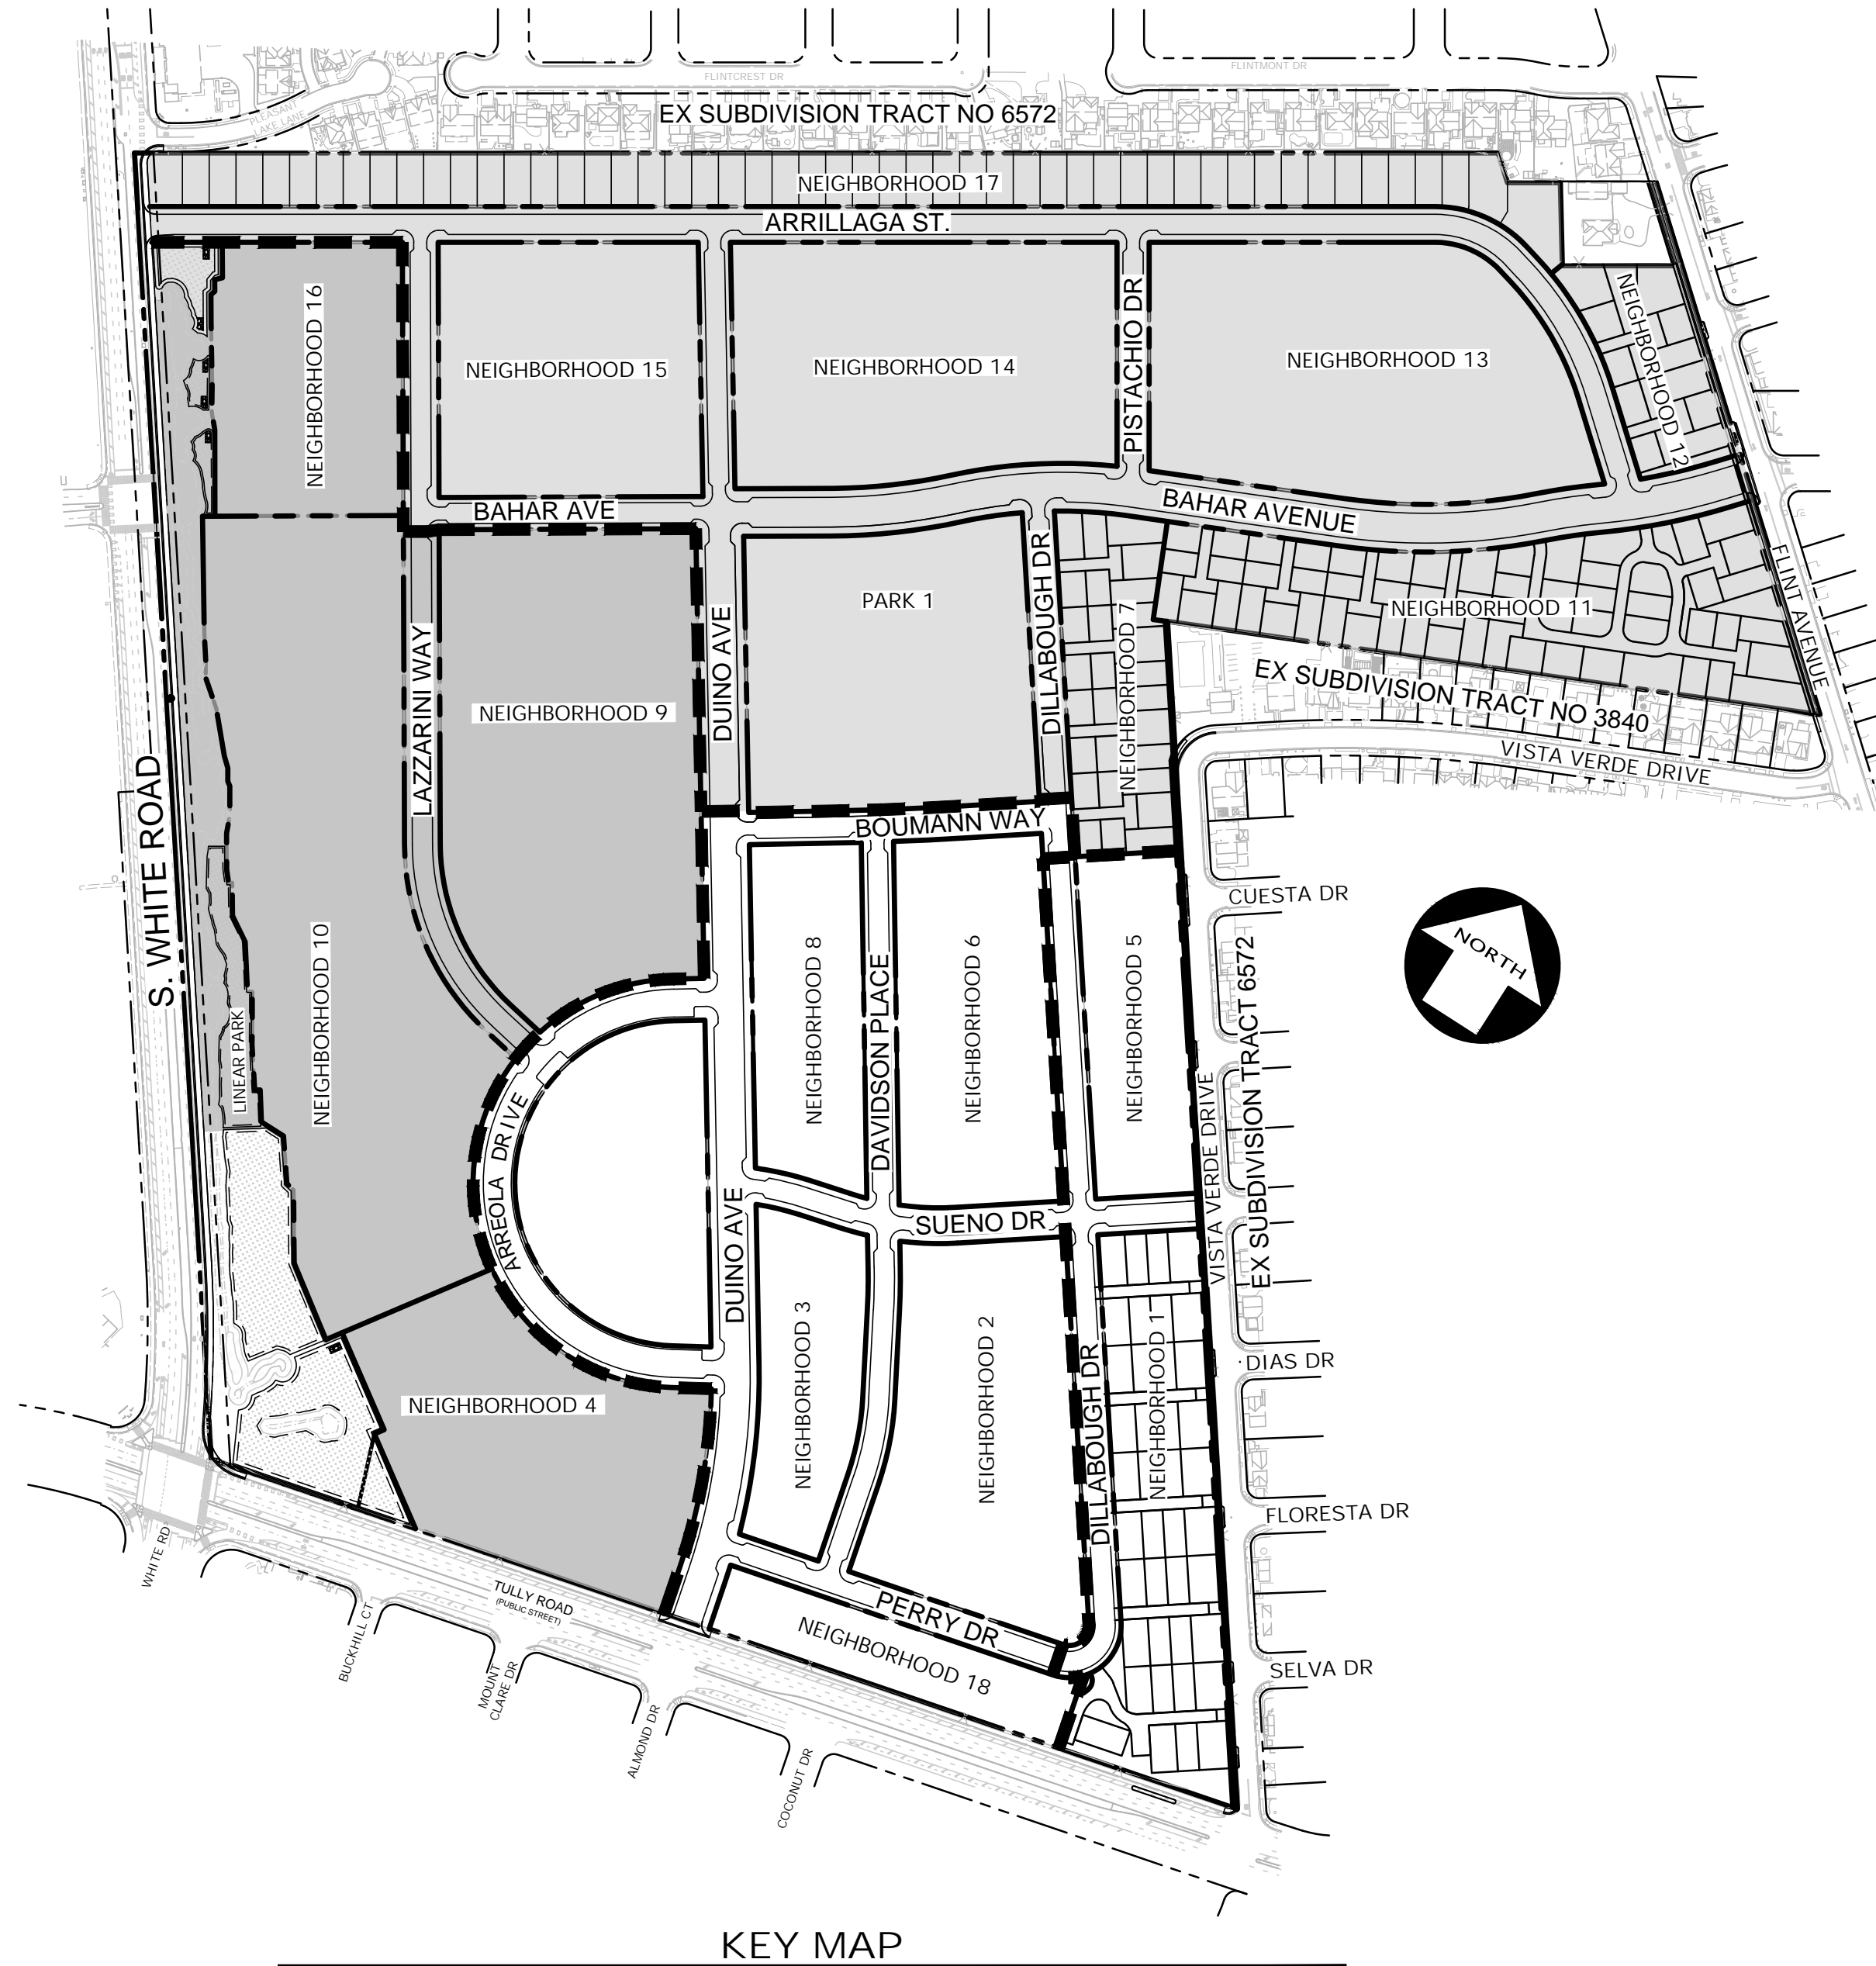 FLINTCREST DR
FLINTMONT DR
PLEASANT
LAKE LANE
EX SUBDIVISION TRACT NO 6572
NEIGHBORHOOD 17
ARRILLAGA ST.
NEIGHBORHOOD 16
NEIGHBORHOOD 15
NEIGHBORHOOD 14
PISTACHIO DR
NEIGHBORHOOD 13
NEIGHBORHOOD 12
BAHAR AVE
BAHAR AVENUE
FLINT AVENUE
LAZZARINI WAY
NEIGHBORHOOD 9
DUINO AVE
PARK 1
DILLABOUGH DR
NEIGHBORHOOD 7
NEIGHBORHOOD 11
EX SUBDIVISION TRACT NO 3840
VISTA VERDE DRIVE
S. WHITE ROAD
BOUMANN WAY
CUESTA DR
NEIGHBORHOOD 10
LINEAR PARK
NEIGHBORHOOD 8
DAVIDSON PLACE
NEIGHBORHOOD 6
NEIGHBORHOOD 5
EX SUBDIVISION TRACT 6572
VISTA VERDE DRIVE
NORTH
ARREOLA DRIVE
DUINO AVE
SUENO DR
NEIGHBORHOOD 4
NEIGHBORHOOD 3
NEIGHBORHOOD 2
DILLABOUGH DR
NEIGHBORHOOD 1
DIAS DR
FLORESTA DR
SELVA DR
PERRY DR
NEIGHBORHOOD 18
WHITE RD
TULLY ROAD
(PUBLIC STREET)
BUCKHILL CT
MOUNT
CLARE DR
ALMOND DR
COCONUT DR
KEY MAP